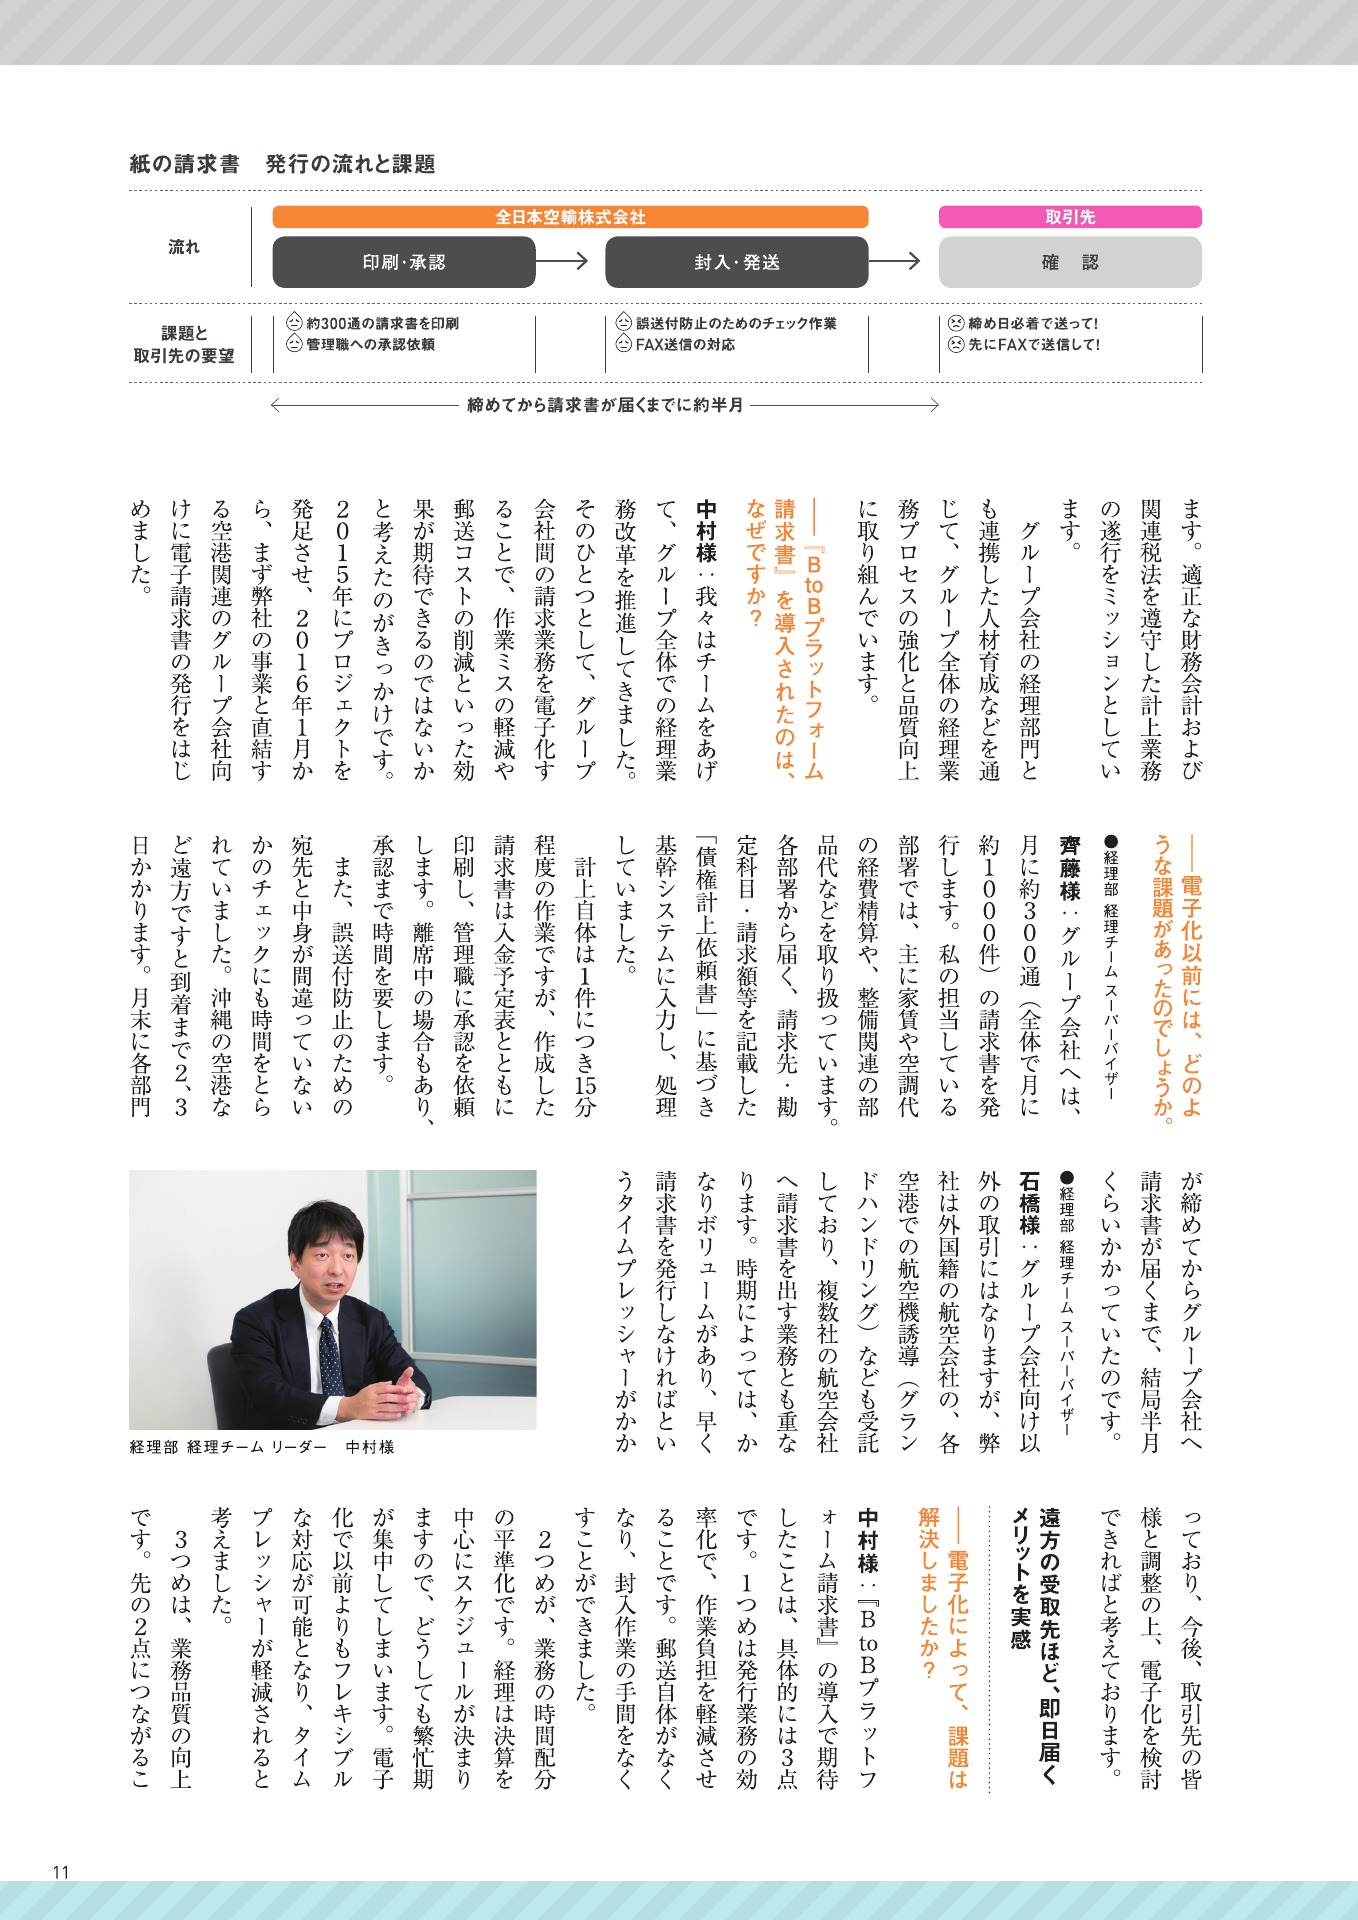 紙の請求書　発行の流れと課題
流れ
全日本空輸株式会社
取引先
印刷・承認
封入・発送
確　認
課題と
取引先の要望
約300通の請求書を印刷
管理職への承認依頼
誤送付防止のためのチェック作業
FAX送信の対応
締め日必着で送って!
先にFAXで送信して!
締めてから請求書が届くまでに約半月
ます。適正な財務会計および
関連税法を遵守した計上業務
の遂行をミッションとしてい
ます。
　グループ会社の経理部門と
も連携した人材育成などを通
じて、グループ全体の経理業
務プロセスの強化と品質向上
に取り組んでいます。
――『BtoBプラットフォーム
請求書』を導入されたのは、
なぜですか？
中村様：我々はチームをあげ
て、グループ全体での経理業
務改革を推進してきました。
そのひとつとして、グループ
会社間の請求業務を電子化す
ることで、作業ミスの軽減や
郵送コストの削減といった効
果が期待できるのではないか
と考えたのがきっかけです。
2015年にプロジェクトを
発足させ、2016年1月か
ら、まず弊社の事業と直結す
る空港関連のグループ会社向
けに電子請求書の発行をはじ
めました。
――電子化以前には、どのよ
うな課題があったのでしょうか。
●経理部 経理チーム スーパーバイザー
齊藤様：グループ会社へは、
月に約300通（全体で月に
約1000件）の請求書を発
行します。私の担当している
部署では、主に家賃や空調代
の経費精算や、整備関連の部
品代などを取り扱っています。
各部署から届く、請求先・勘
定科目・請求額等を記載した
「債権計上依頼書」に基づき
基幹システムに入力し、処理
していました。
　計上自体は1件につき15分
程度の作業ですが、作成した
請求書は入金予定表とともに
印刷し、管理職に承認を依頼
します。離席中の場合もあり、
承認まで時間を要します。
　また、誤送付防止のための
宛先と中身が間違っていない
かのチェックにも時間をとら
れていました。沖縄の空港な
ど遠方ですと到着まで2、3
日かかります。月末に各部門
が締めてからグループ会社へ
請求書が届くまで、結局半月
くらいかかっていたのです。
●経理部 経理チーム スーパーバイザー
石橋様：グループ会社向け以
外の取引にはなりますが、弊
社は外国籍の航空会社の、各
空港での航空機誘導（グラン
ドハンドリング）なども受託
しており、複数社の航空会社
へ請求書を出す業務とも重な
ります。時期によっては、か
なりボリュームがあり、早く
請求書を発行しなければとい
うタイムプレッシャーがかか
経理部 経理チーム リーダー　中村様
っており、今後、取引先の皆
様と調整の上、電子化を検討
できればと考えております。
遠方の受取先ほど、即日届く
メリットを実感
――電子化によって、課題は
解決しましたか？
中村様：『BtoBプラットフ
ォーム請求書』の導入で期待
したことは、具体的には3点
です。1つめは発行業務の効
率化で、作業負担を軽減させ
ることです。郵送自体がなく
なり、封入作業の手間をなく
すことができました。
　2つめが、業務の時間配分
の平準化です。経理は決算を
中心にスケジュールが決まり
ますので、どうしても繁忙期
が集中してしまいます。電子
化で以前よりもフレキシブル
な対応が可能となり、タイム
プレッシャーが軽減されると
考えました。
　3つめは、業務品質の向上
です。先の2点につながるこ
11